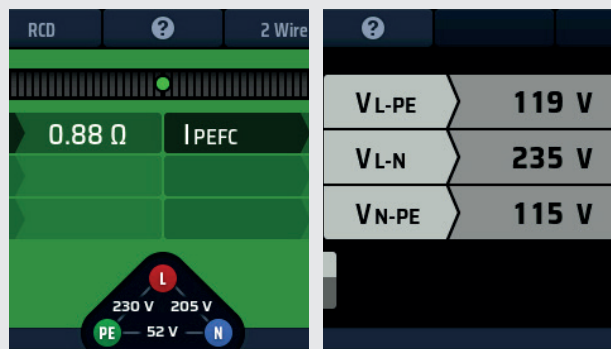 RCD ? 2 Wire
0.88 Ω IPEFC
L
230 V 205 V
PE 52 V N
?
VL-PE 119 V
VL-N 235 V
VN-PE 115 V